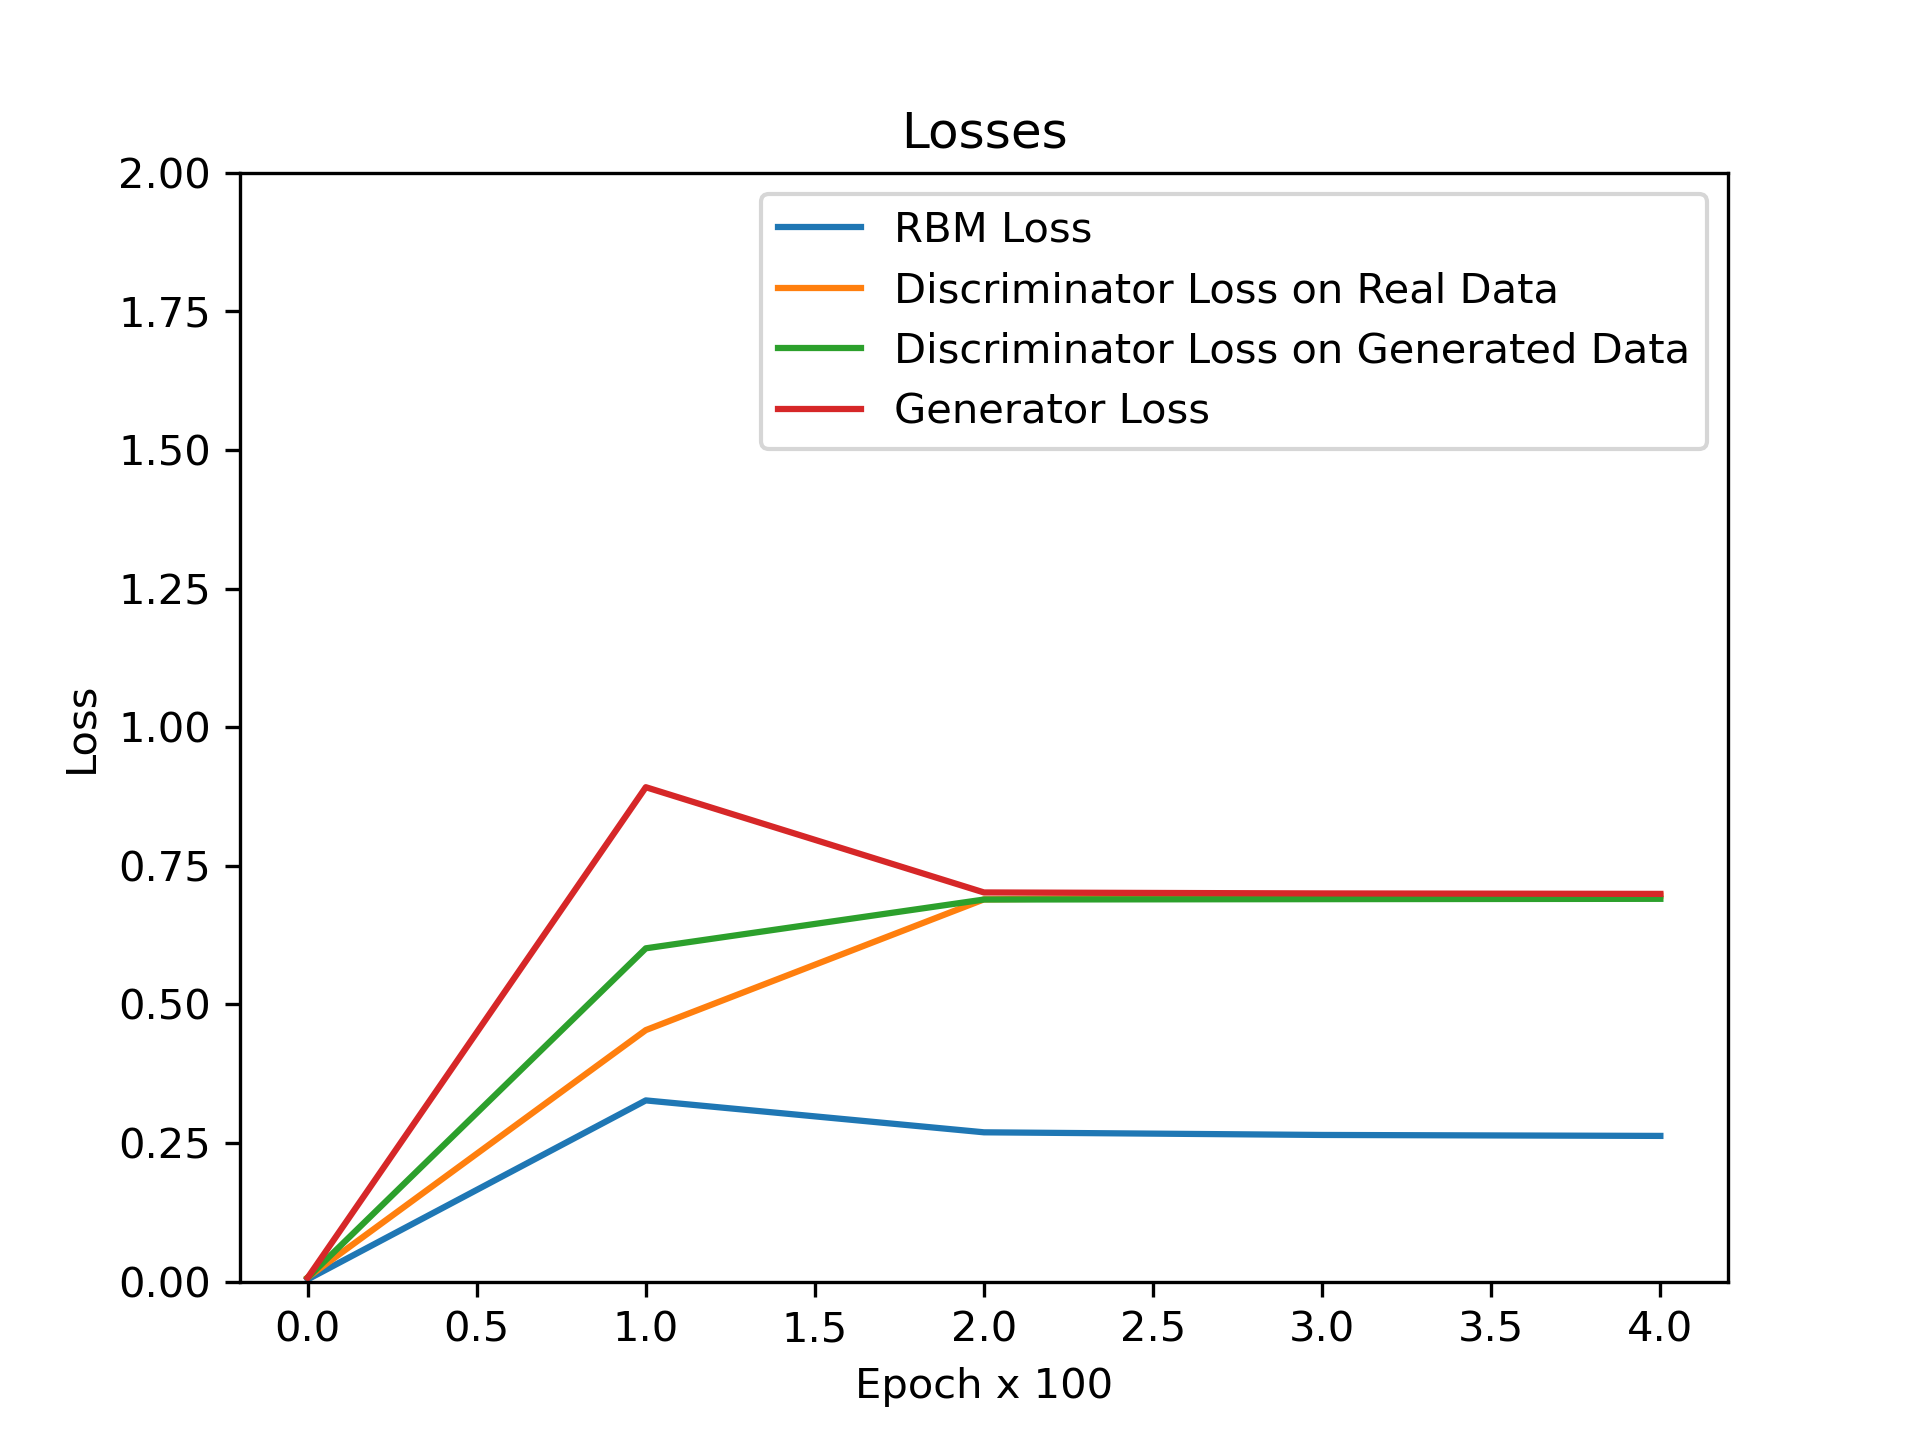 Losses
2.00
1.75
1.50
1.25
1.00
0.75
0.50
0.25
0.00
Loss
RBM Loss
Discriminator Loss on Real Data
Discriminator Loss on Generated Data
Generator Loss
0.0 0.5 1.0 1.5 2.0 2.5 3.0 3.5 4.0
Epoch x 100